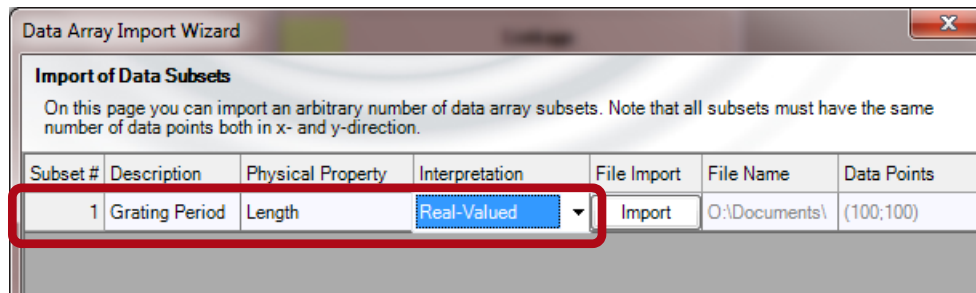 Data Array Import Wizard
Import of Data Subsets
On this page you can import an arbitrary number of data array subsets. Note that all subsets must have the same
number of data points both in x- and y-direction.
Subset # Description Physical Property Interpretation File Import File Name Data Points
1 Grating Period Length Real-Valued Import O:\Documents\ (100;100)